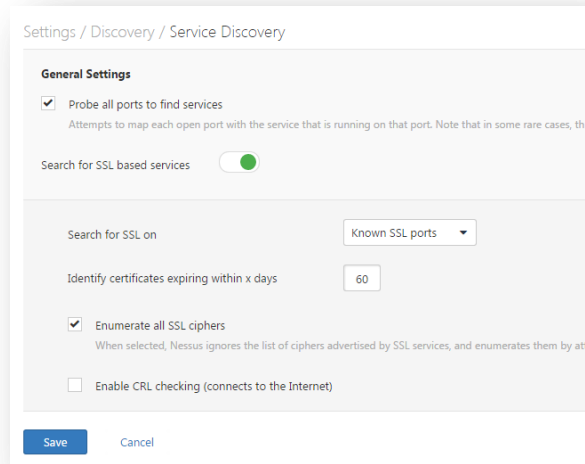 Settings / Discovery / Service Discovery
General Settings
Probe all ports to find services
Attempts to map each open port with the service that is running on that port. Note that in some rare cases, th
Search for SSL based services
Search for SSL on
Known SSL ports
Identify certificates expiring within x days
60
Enumerate all SSL ciphers
When selected, Nessus ignores the list of ciphers advertised by SSL services, and enumerates them by att
Enable CRL checking (connects to the Internet)
Save
Cancel